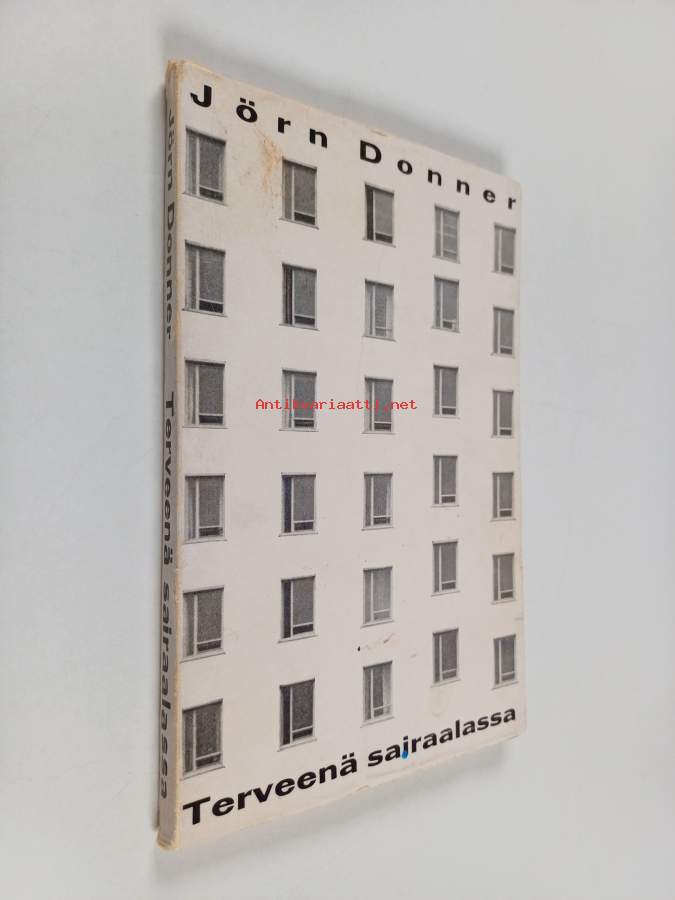 Jörn Donner
Jörn Donner Terveenä sairaalassa
Antikvariaatti.net
Terveenä sairaalassa